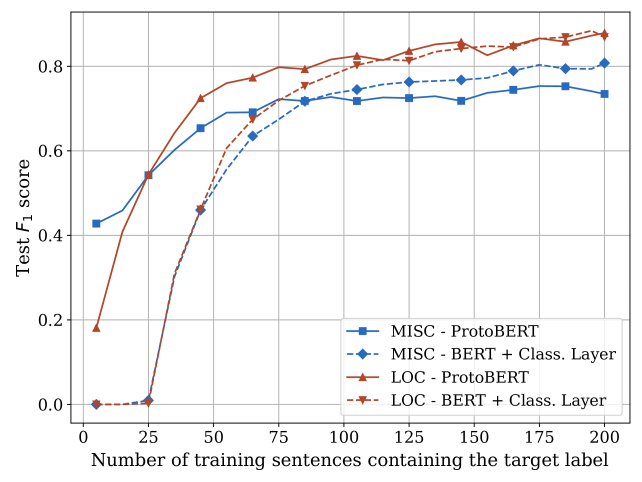 Test F1 score
0.8
0.6
0.4
0.2
0.0
MISC - ProtoBERT
MISC - BERT + Class. Layer
LOC - ProtoBERT
LOC - BERT + Class. Layer
0 25 50 75 100 125 150 175 200
Number of training sentences containing the target label